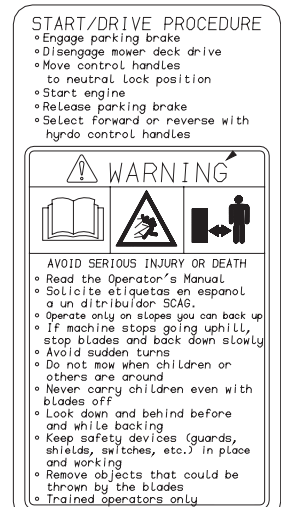 START/DRIVE PROCEDURE
◦ Engage parking brake
◦ Disengage mower deck drive
◦ Move control handles
to neutral lock position
◦ Start engine
◦ Release parking brake
◦ Select forward or reverse with
hyrdo control handles
WARNING
AVOID SERIOUS INJURY OR DEATH
◦ Read the Operator's Manual
◦ Solicite etiquetas en espanol
a un ditribuidor SCAG.
◦ Operate only on slopes you can back up
◦ If machine stops going uphill,
stop blades and back down slowly
◦ Avoid sudden turns
◦ Do not mow when children or
others are around
◦ Never carry children even with
blades off
◦ Look down and behind before
and while backing
◦ Keep safety devices (guards,
shields, switches, etc.) in place
and working
◦ Remove objects that could be
thrown by the blades
◦ Trained operators only